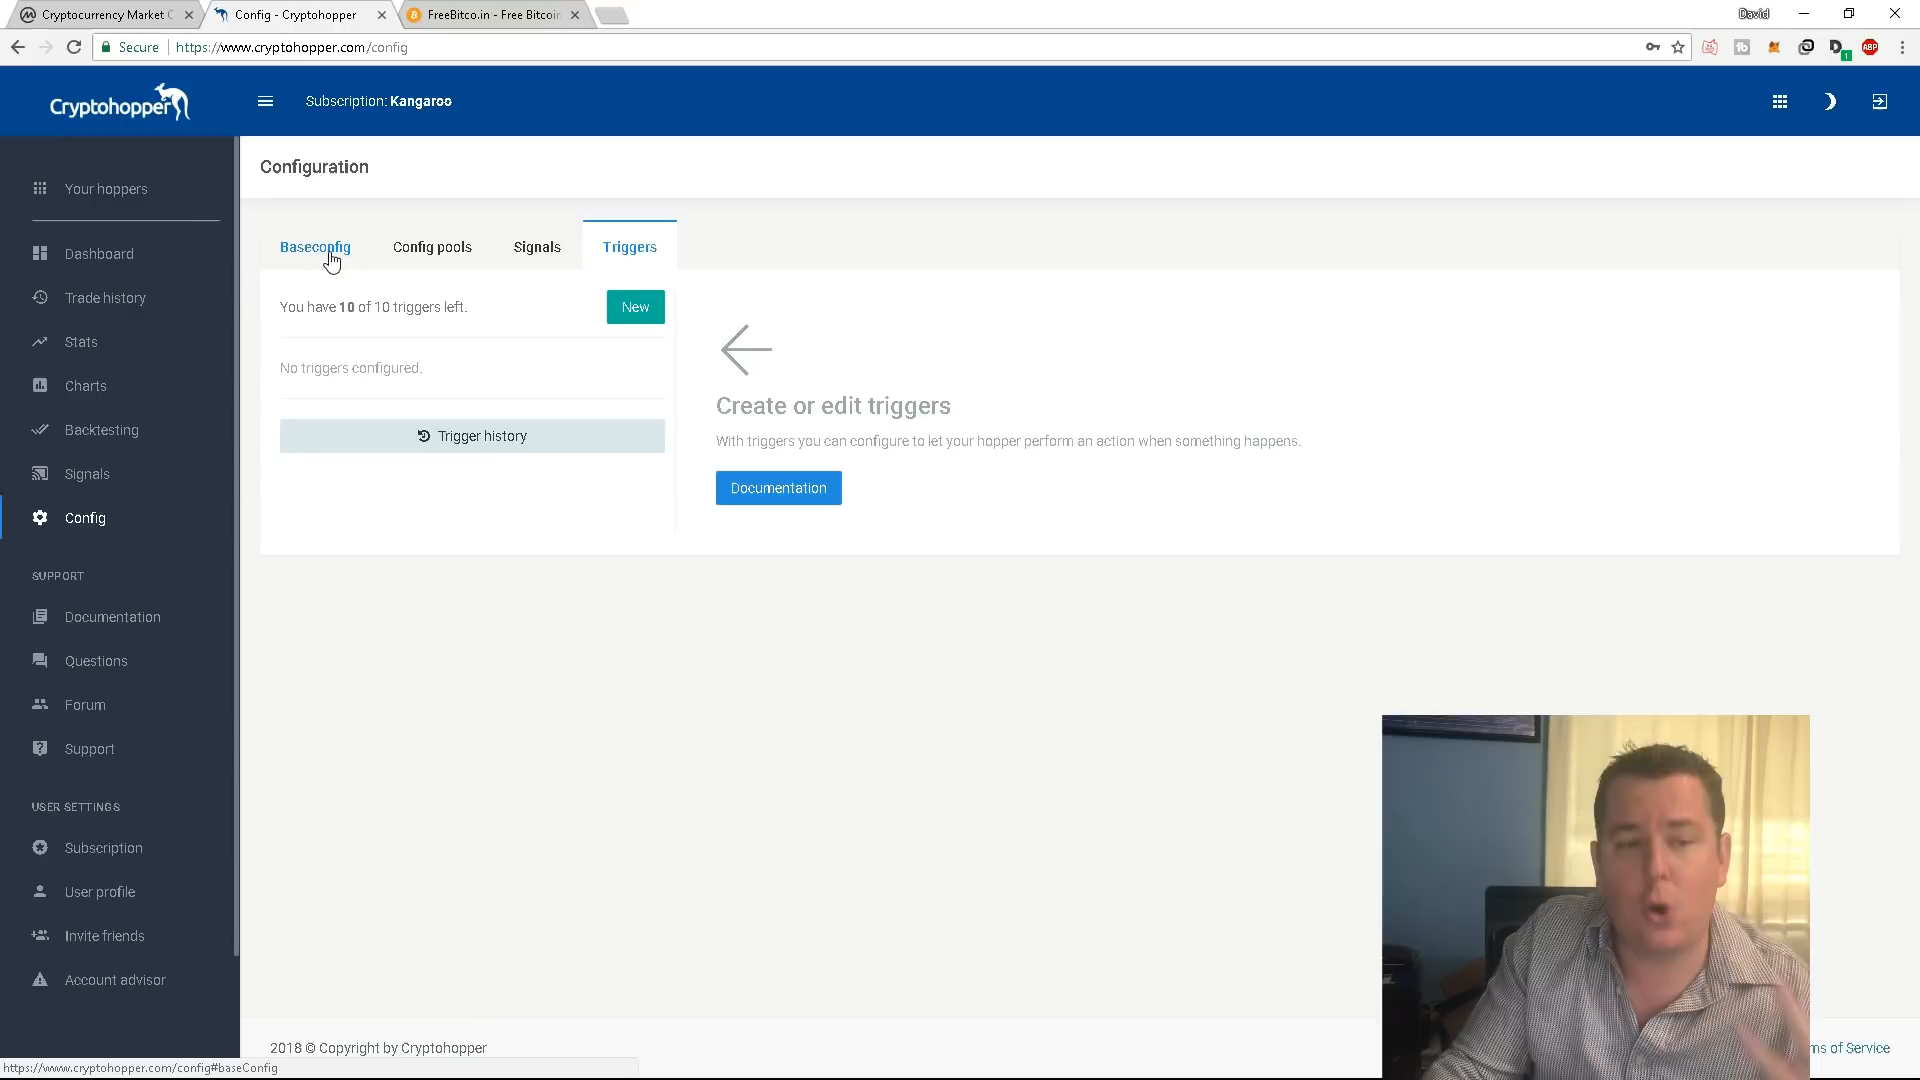 Cryptocurrency Market C
Config - Cryptohopper
FreeBitco.in - Free Bitcoin
David
Secure
https://www.cryptohopper.com/config
tb
1
ABP
Cryptohopper
Subscription: Kangaroo
Configuration
Your hoppers
Dashboard
Trade history
Stats
Charts
Backtesting
Signals
Config
SUPPORT
Documentation
Questions
Forum
Support
USER SETTINGS
Subscription
User profile
Invite friends
Account advisor
Baseconfig
Config pools
Signals
Triggers
You have 10 of 10 triggers left.
New
No triggers configured.
Trigger history
Create or edit triggers
With triggers you can configure to let your hopper perform an action when something happens.
Documentation
2018 © Copyright by Cryptohopper
ms of Service
https://www.cryptohopper.com/config#baseConfig